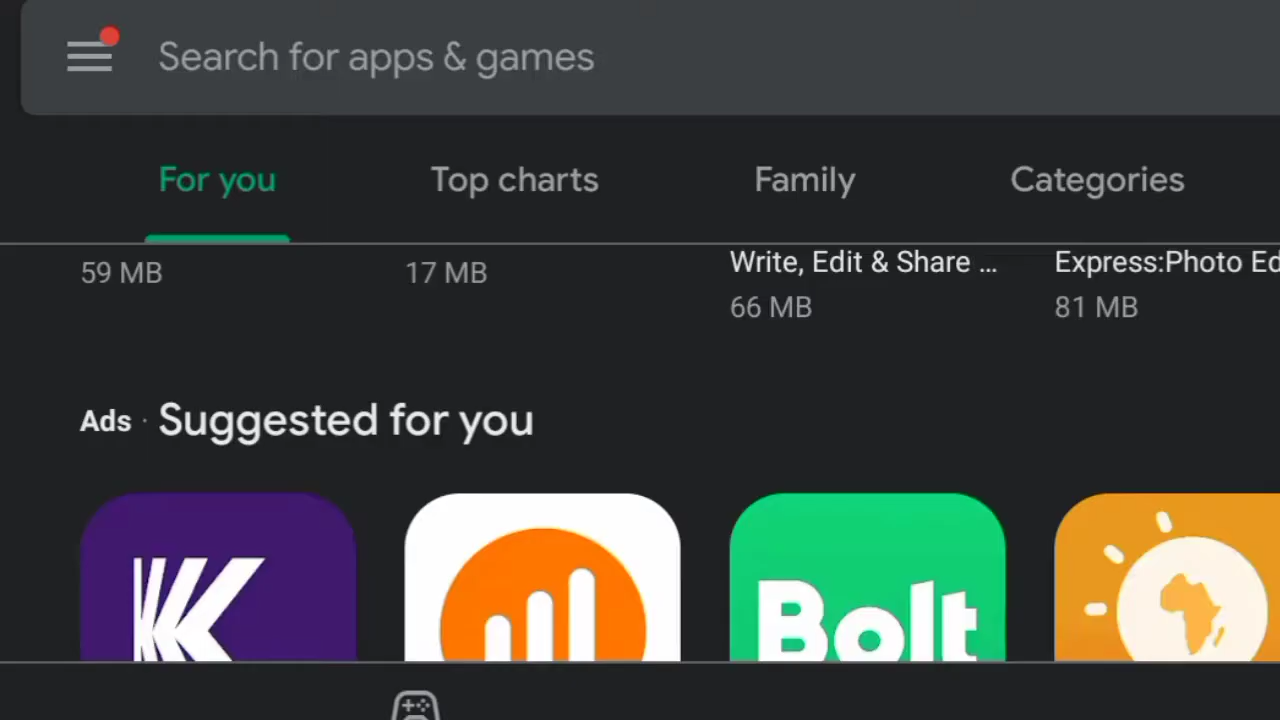 Search for apps & games
For you Top charts Family Categories
59 MB 17 MB Write, Edit & Share ... Express:Photo Ed
66 MB 81 MB
Ads · Suggested for you
K
Bolt